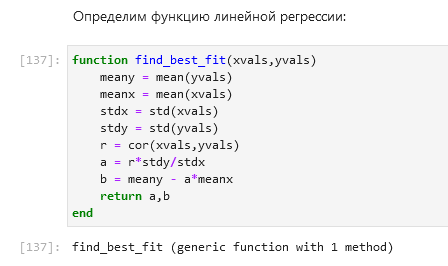 Определим функцию линейной регрессии:
[137]: function find_best_fit(xvals,yvals)
    meany = mean(yvals)
    meanx = mean(xvals)
    stdx = std(xvals)
    stdy = std(yvals)
    r = cor(xvals,yvals)
    a = r*stdy/stdx
    b = meany - a*meanx
    return a,b
end
[137]: find_best_fit (generic function with 1 method)